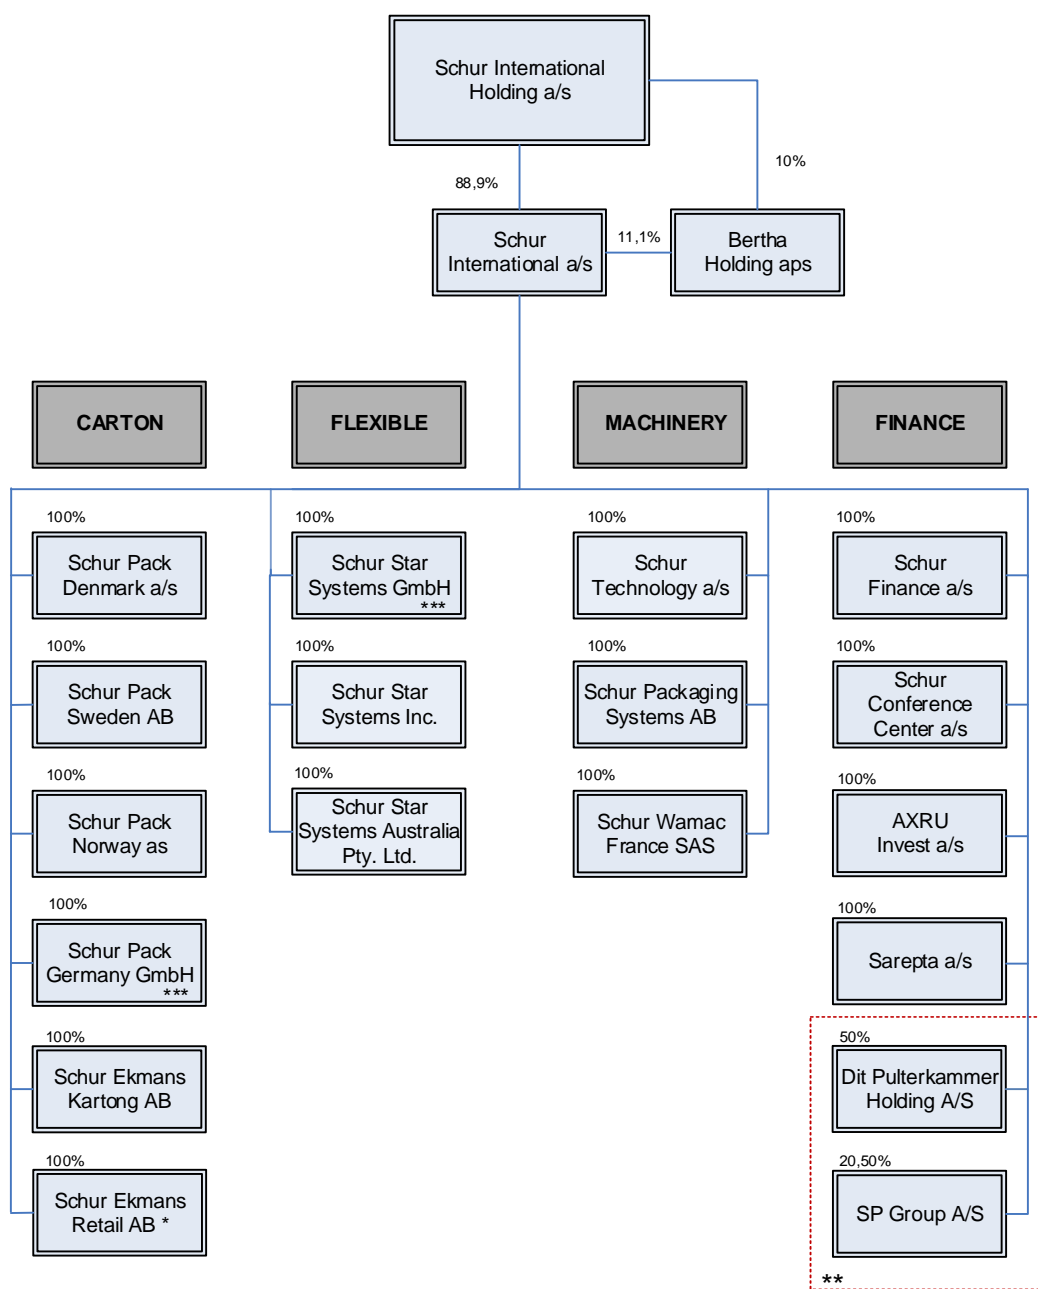 Schur International
Holding a/s
10%
88,9%
Schur
International a/s
11,1%
Bertha
Holding aps
CARTON
FLEXIBLE
MACHINERY
FINANCE
100%
Schur Pack
Denmark a/s
100%
Schur Star
Systems GmbH
***
100%
Schur
Technology a/s
100%
Schur
Finance a/s
100%
Schur Pack
Sweden AB
100%
Schur Star
Systems Inc.
100%
Schur Packaging
Systems AB
100%
Schur
Conference
Center a/s
100%
Schur Pack
Norway as
100%
Schur Star
Systems Australia
Pty. Ltd.
100%
Schur Wamac
France SAS
100%
AXRU
Invest a/s
100%
Schur Pack
Germany GmbH
***
100%
Sarepta a/s
100%
Schur Ekmans
Kartong AB
50%
Dit Pulterkammer
Holding A/S
100%
Schur Ekmans
Retail AB *
20,50%
SP Group A/S
**